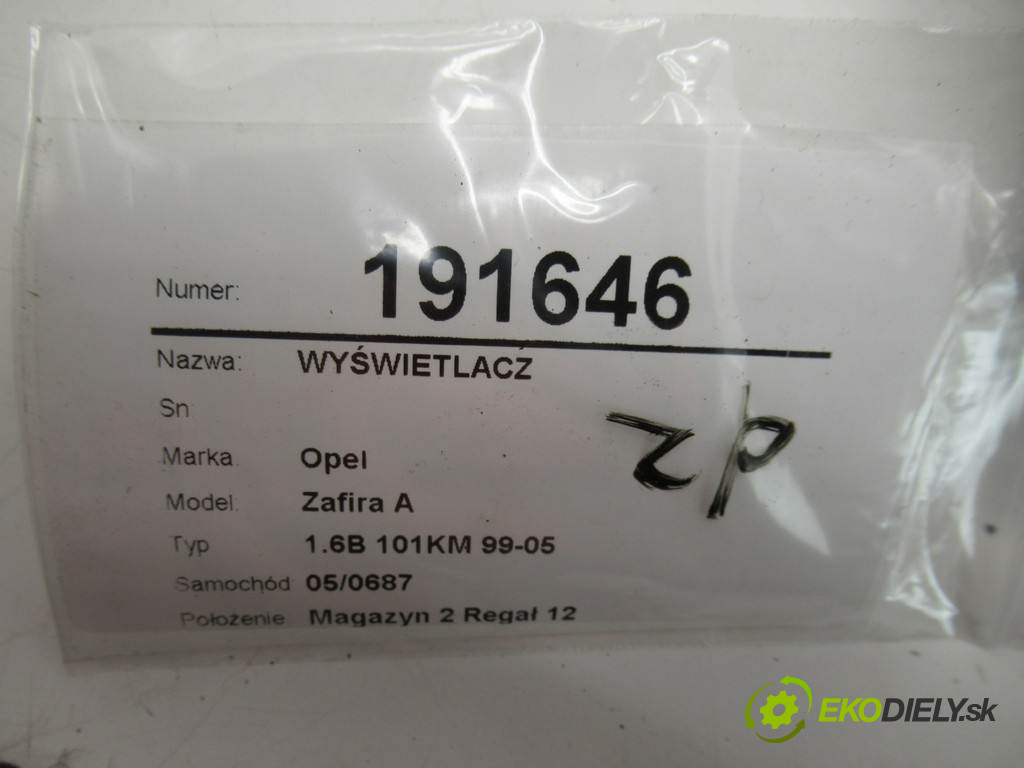 Numer: 191646
Nazwa: WYŚWIETLACZ
Sn
Marka. Opel
Model: Zafira A
Typ 1.6B 101KM 99-05
Samochód 05/0687
Położenie Magazyn 2 Regał 12
ZP
EKODIELY.sk